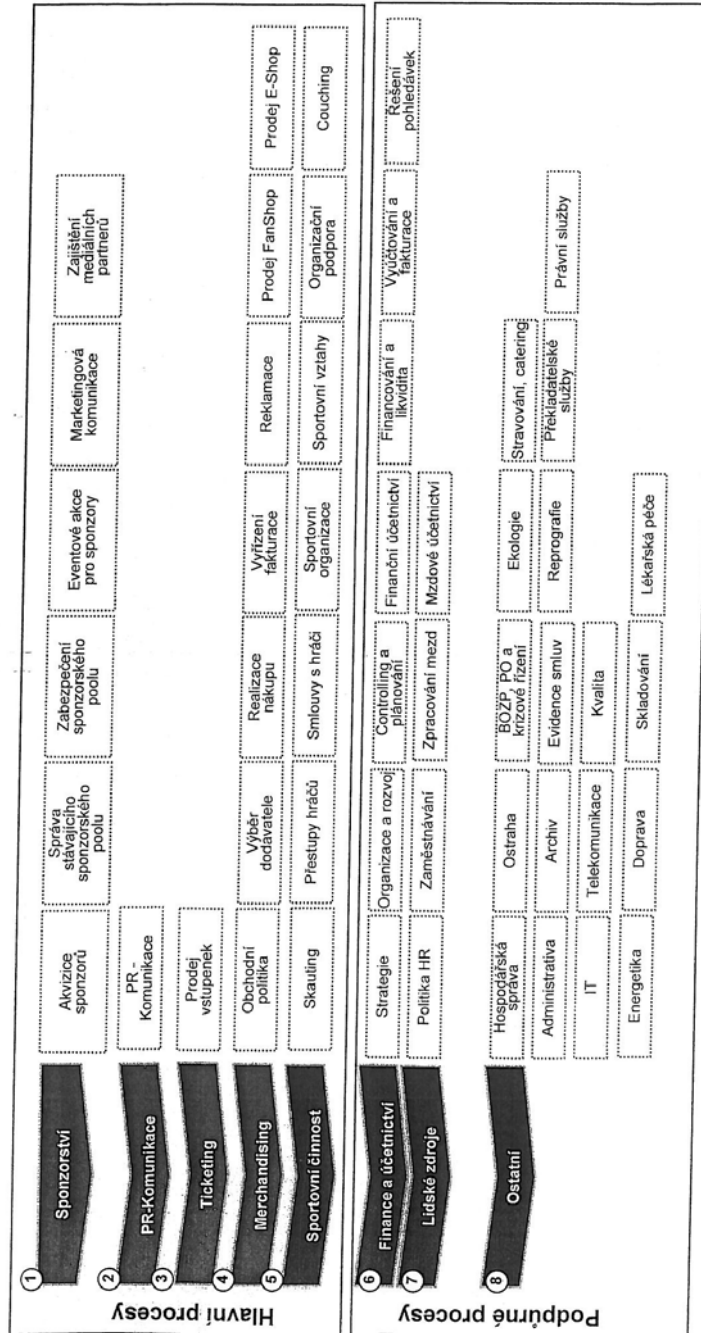 Hlavní procesy
1
Sponzorství
Akvizice
sponzorů
Správa
stávajícího
sponzorského
poolu
Zabezpečení
sponzorského
poolu
Eventové akce
pro sponzory
Marketingová
komunikace
Zajištění
mediálních
partnerů
2
PR-Komunikace
PR -
Komunikace
3
Ticketing
Prodej
vstupenek
4
Merchandising
Obchodní
politika
Výběr
dodávatele
Realizace
nákupu
Vyřízení
fakturace
Reklamace
Prodej FanShop
Prodej E-Shop
5
Sportovní činnost
Skauting
Přestupy hráčů
Smlouvy s hráči
Sportovní
organizace
Sportovní vztahy
Organizační
podpora
Couching
Podpůrné procesy
6
Finance a účetnictví
Strategie
Organizace a rozvoj
Controlling a
plánování
Finanční účetnictví
Financování a
likvidita
Vyúčtování a
fakturace
Řešení
pohledávek
7
Lidské zdroje
Politika HR
Zaměstnávání
Zpracování mezd
Mzdové účetnictví
8
Ostatní
Hospodářská
správa
Ostraha
BOZP, PO a
krizové řízení
Ekologie
Stravování, catering
Administrativa
Archiv
Evidence smluv
Reprografie
Překladatelské
služby
Právní služby
IT
Telekomunikace
Kvalita
Energetika
Doprava
Skladování
Lékařská péče